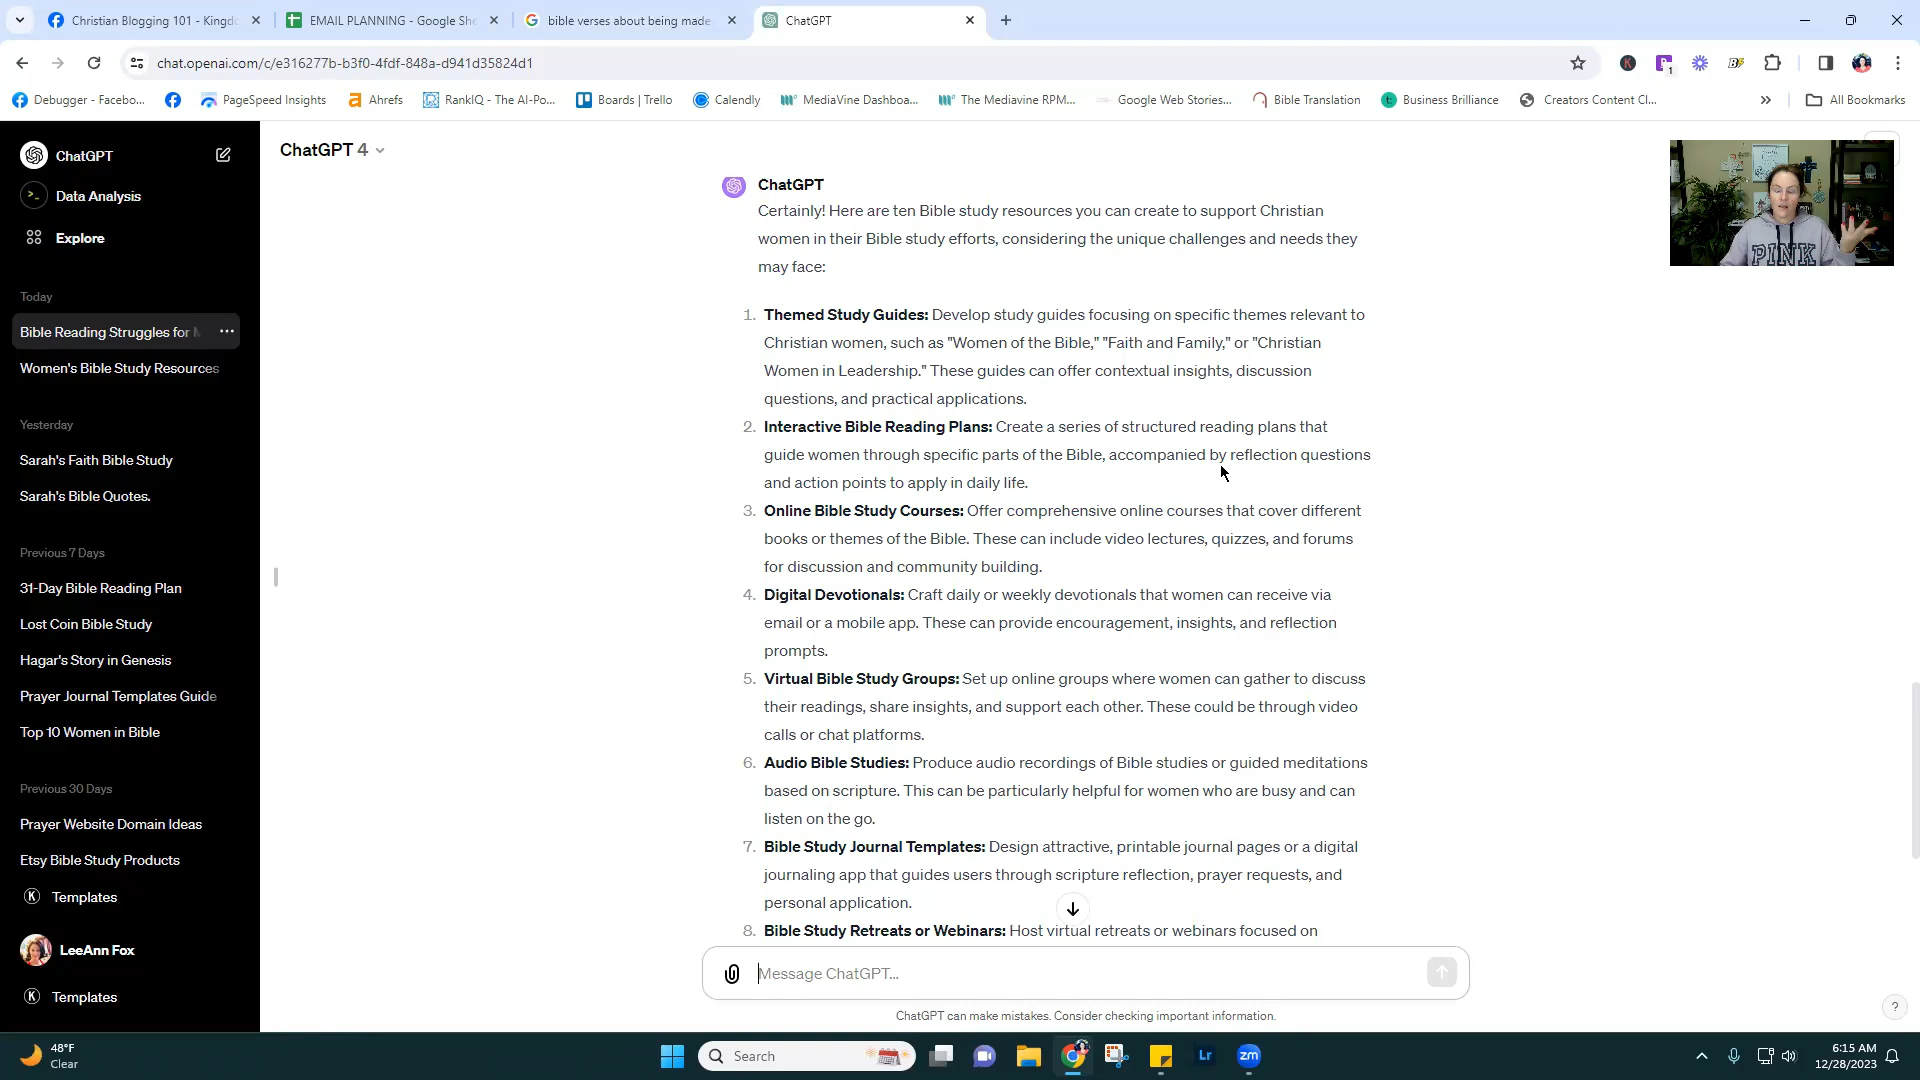 Christian Blogging 101 - Kingdo
EMAIL PLANNING - Google She
bible verses about being made
ChatGPT
chat.openai.com/c/e316277b-b3f0-4fdf-848a-d941d35824d1
Debugger - Facebo...
PageSpeed Insights
Ahrefs
RankIQ - The AI-Po...
Boards | Trello
Calendly
MediaVine Dashboa...
The Mediavine RPM...
Google Web Stories...
Bible Translation
Business Brilliance
Creators Content Cl...
All Bookmarks
ChatGPT
Data Analysis
Explore
Today
Bible Reading Struggles for M
Women's Bible Study Resources
Yesterday
Sarah's Faith Bible Study
Sarah's Bible Quotes.
Previous 7 Days
31-Day Bible Reading Plan
Lost Coin Bible Study
Hagar's Story in Genesis
Prayer Journal Templates Guide
Top 10 Women in Bible
Previous 30 Days
Prayer Website Domain Ideas
Etsy Bible Study Products
Templates
LeeAnn Fox
Templates
ChatGPT 4
PINK
ChatGPT
Certainly! Here are ten Bible study resources you can create to support Christian
women in their Bible study efforts, considering the unique challenges and needs they
may face:
1. Themed Study Guides: Develop study guides focusing on specific themes relevant to
Christian women, such as "Women of the Bible," "Faith and Family," or "Christian
Women in Leadership." These guides can offer contextual insights, discussion
questions, and practical applications.
2. Interactive Bible Reading Plans: Create a series of structured reading plans that
guide women through specific parts of the Bible, accompanied by reflection questions
and action points to apply in daily life.
3. Online Bible Study Courses: Offer comprehensive online courses that cover different
books or themes of the Bible. These can include video lectures, quizzes, and forums
for discussion and community building.
4. Digital Devotionals: Craft daily or weekly devotionals that women can receive via
email or a mobile app. These can provide encouragement, insights, and reflection
prompts.
5. Virtual Bible Study Groups: Set up online groups where women can gather to discuss
their readings, share insights, and support each other. These could be through video
calls or chat platforms.
6. Audio Bible Studies: Produce audio recordings of Bible studies or guided meditations
based on scripture. This can be particularly helpful for women who are busy and can
listen on the go.
7. Bible Study Journal Templates: Design attractive, printable journal pages or a digital
journaling app that guides users through scripture reflection, prayer requests, and
personal application.
8. Bible Study Retreats or Webinars: Host virtual retreats or webinars focused on
Message ChatGPT...
ChatGPT can make mistakes. Consider checking important information.
?
48°F
Clear
Search
Lr
zm
6:15 AM
12/28/2023